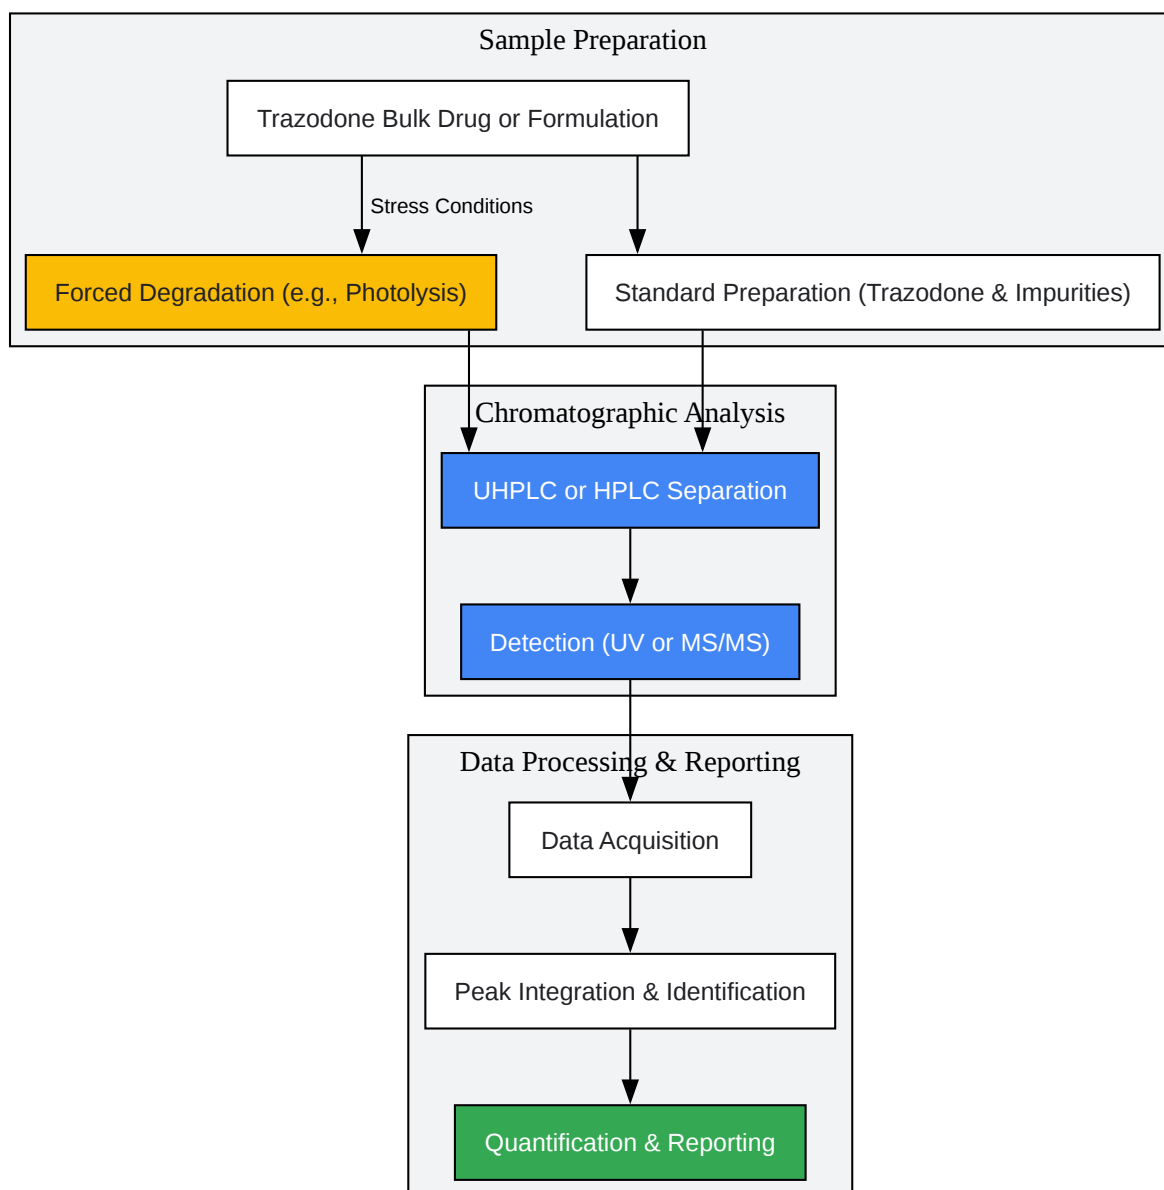 Sample Preparation
Trazodone Bulk Drug or Formulation
Stress Conditions
Forced Degradation (e.g., Photolysis)
Standard Preparation (Trazodone & Impurities)
Chromatographic Analysis
UHPLC or HPLC Separation
Detection (UV or MS/MS)
Data Processing & Reporting
Data Acquisition
Peak Integration & Identification
Quantification & Reporting